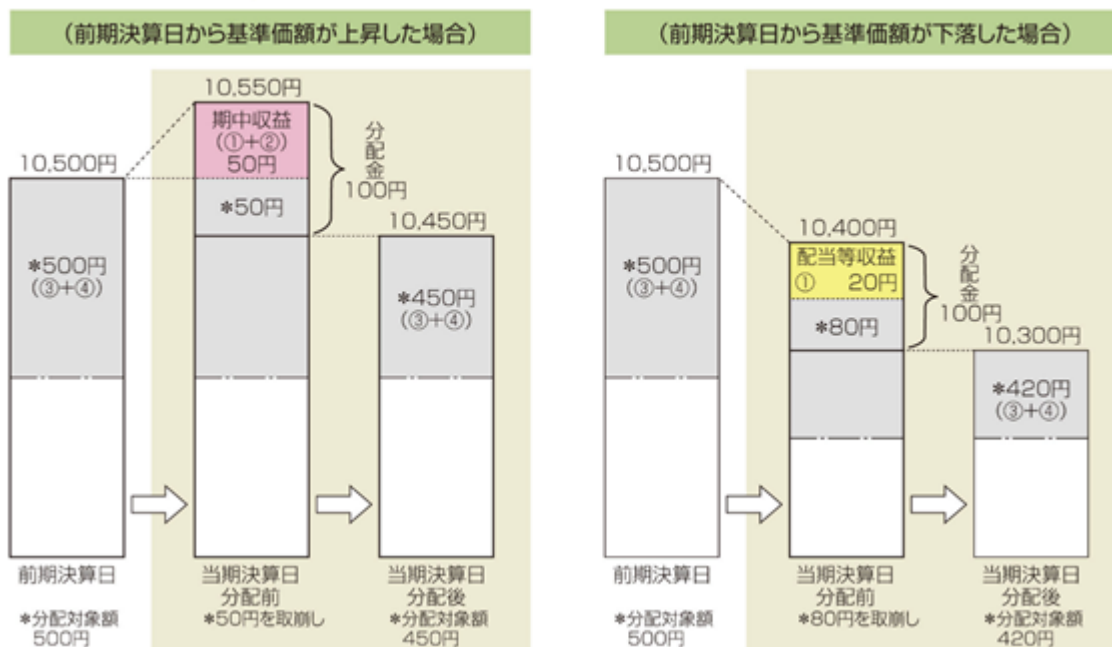 （前期決算日から基準価額が上昇した場合）
10,550円
期中収益
（①＋②）
50円
＊50円
分配金
100円
10,500円
＊500円
（③＋④）
10,450円
＊450円
（③＋④）
前期決算日
＊分配対象額
500円
当期決算日
分配前
＊50円を取崩し
当期決算日
分配後
＊分配対象額
450円
（前期決算日から基準価額が下落した場合）
10,500円
＊500円
（③＋④）
10,400円
配当等収益
①　20円
＊80円
分配金
100円
10,300円
＊420円
（③＋④）
前期決算日
＊分配対象額
500円
当期決算日
分配前
＊80円を取崩し
当期決算日
分配後
＊分配対象額
420円